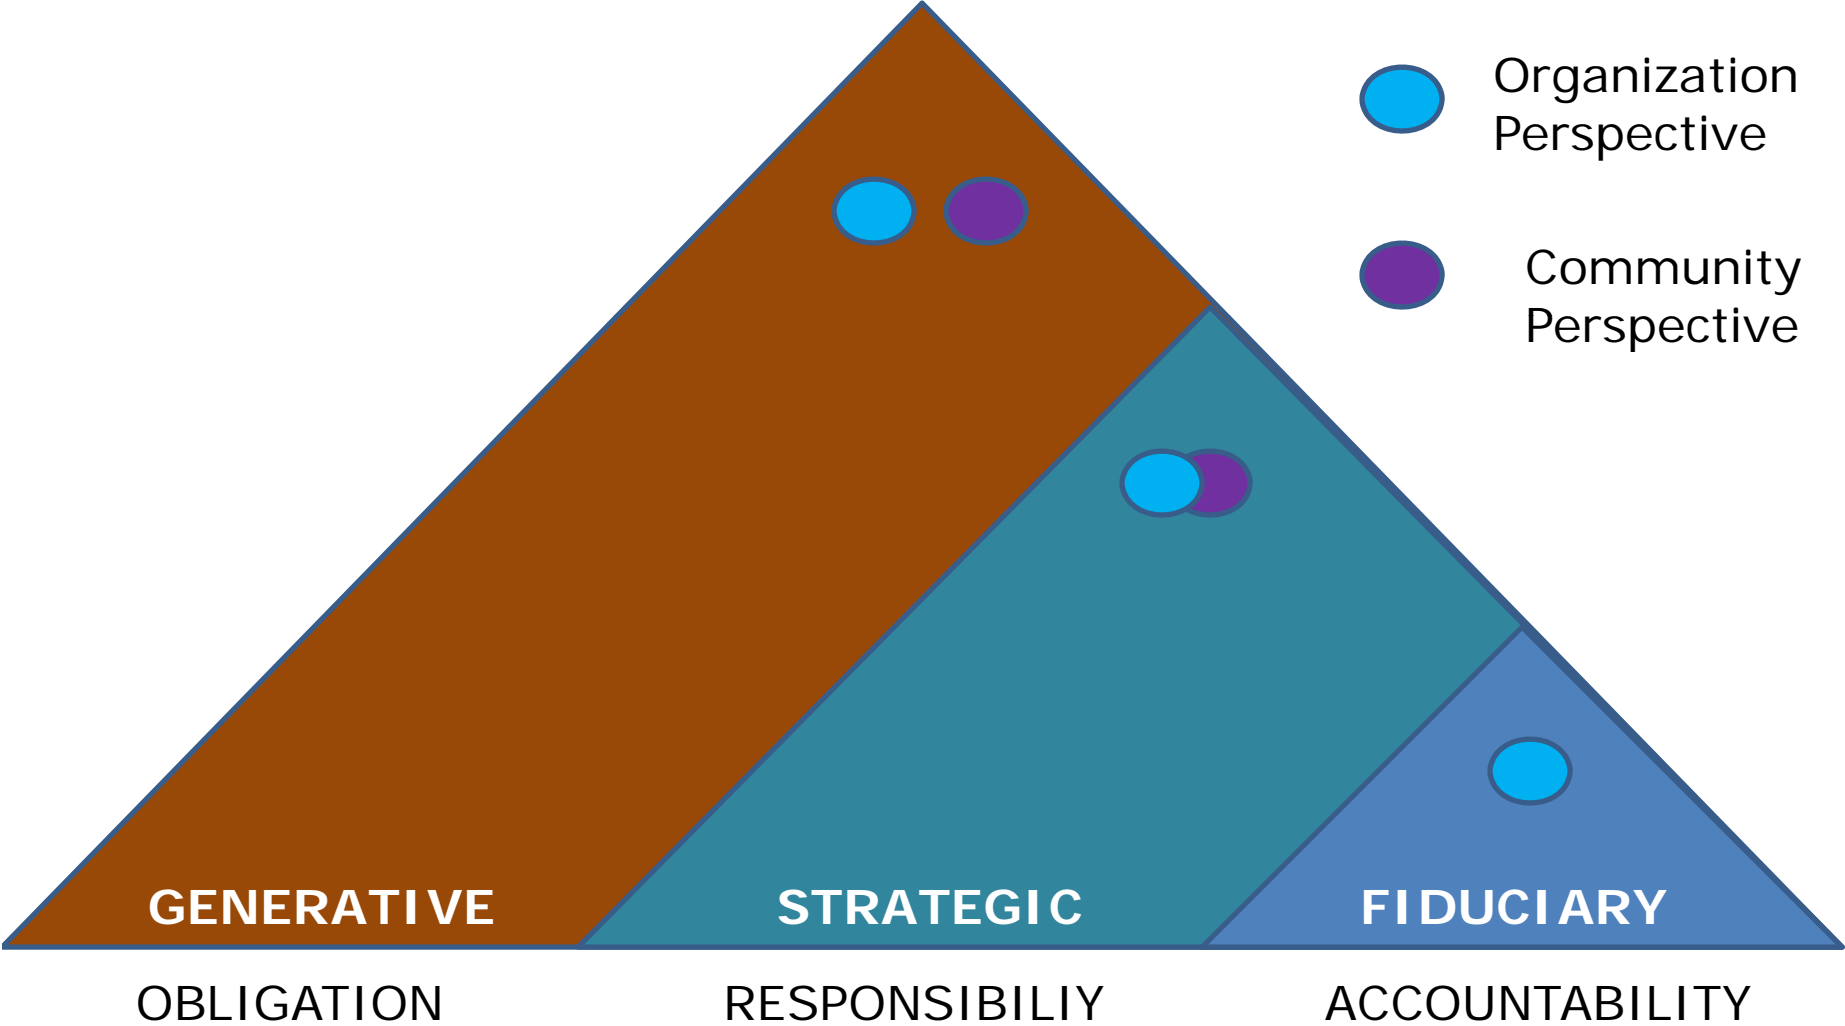 Organization
Perspective
Community
Perspective
GENERATIVE
STRATEGIC
FIDUCIARY
OBLIGATION
RESPONSIBILIY
ACCOUNTABILITY